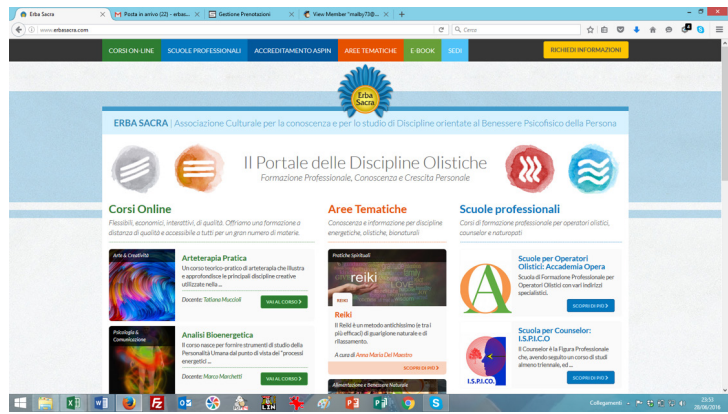 Erba Sacra
Posta in arrivo (22) - erbas...
Gestione Prenotazioni
View Member "malby73@...
www.erbasacra.com
Cerca
CORSI ON-LINE
SCUOLE PROFESSIONALI
ACCREDITAMENTO ASPIN
AREE TEMATICHE
E-BOOK
SEDI
RICHIEDI INFORMAZIONI
Erba
Sacra
ERBA SACRA | Associazione Culturale per la conoscenza e per lo studio di Discipline orientate al Benessere Psicofisico della Persona
Il Portale delle Discipline Olistiche
Formazione Professionale, Conoscenza e Crescita Personale
Corsi Online
Flessibili, economici, interattivi, di qualità. Offriamo una formazione a
distanza di qualità e accessibile a tutti per un gran numero di materie.
Arte & Creatività
Arteterapia Pratica
Un corso teorico-pratico di arteterapia che illustra
e approfondisce le principali discipline creative
utilizzate nella ...
Docente: Tatiana Muccioli
VAI AL CORSO
Psicologia &
Comunicazione
Analisi Bioenergetica
Il corso nasce per fornire strumenti di studio della
Personalità Umana dal punto di vista dei "processi
energetici ...
Docente: Marco Marchetti
VAI AL CORSO
Aree Tematiche
Conoscenza e informazione per discipline
energetiche, olistiche, bionaturali
Pratiche Spirituali
reiki
REIKI
Reiki
Il Reiki è un metodo antichissimo (e tra i
più efficaci) di guarigione naturale e di
rilassamento.
A cura di Anna Maria Del Maestro
SCOPRI DI PIÙ
Alimentazione e Benessere Naturale
Scuole professionali
Corsi di formazione professionale per operatori olistici,
counselor e naturopati
Scuole per Operatori
Olistici: Accademia Opera
Scuola di Formazione Professionale per
Operatori Olistici con vari indirizzi
specialistici.
SCOPRI DI PIÙ
I.S.P.I.CO.
Scuola per Counselor:
I.S.P.I.C.O
Il Counselor è la Figura Professionale
che, avendo seguito un corso di studi
almeno triennale, ed ...
SCOPRI DI PIÙ
Collegamenti
23:53
28/06/2016